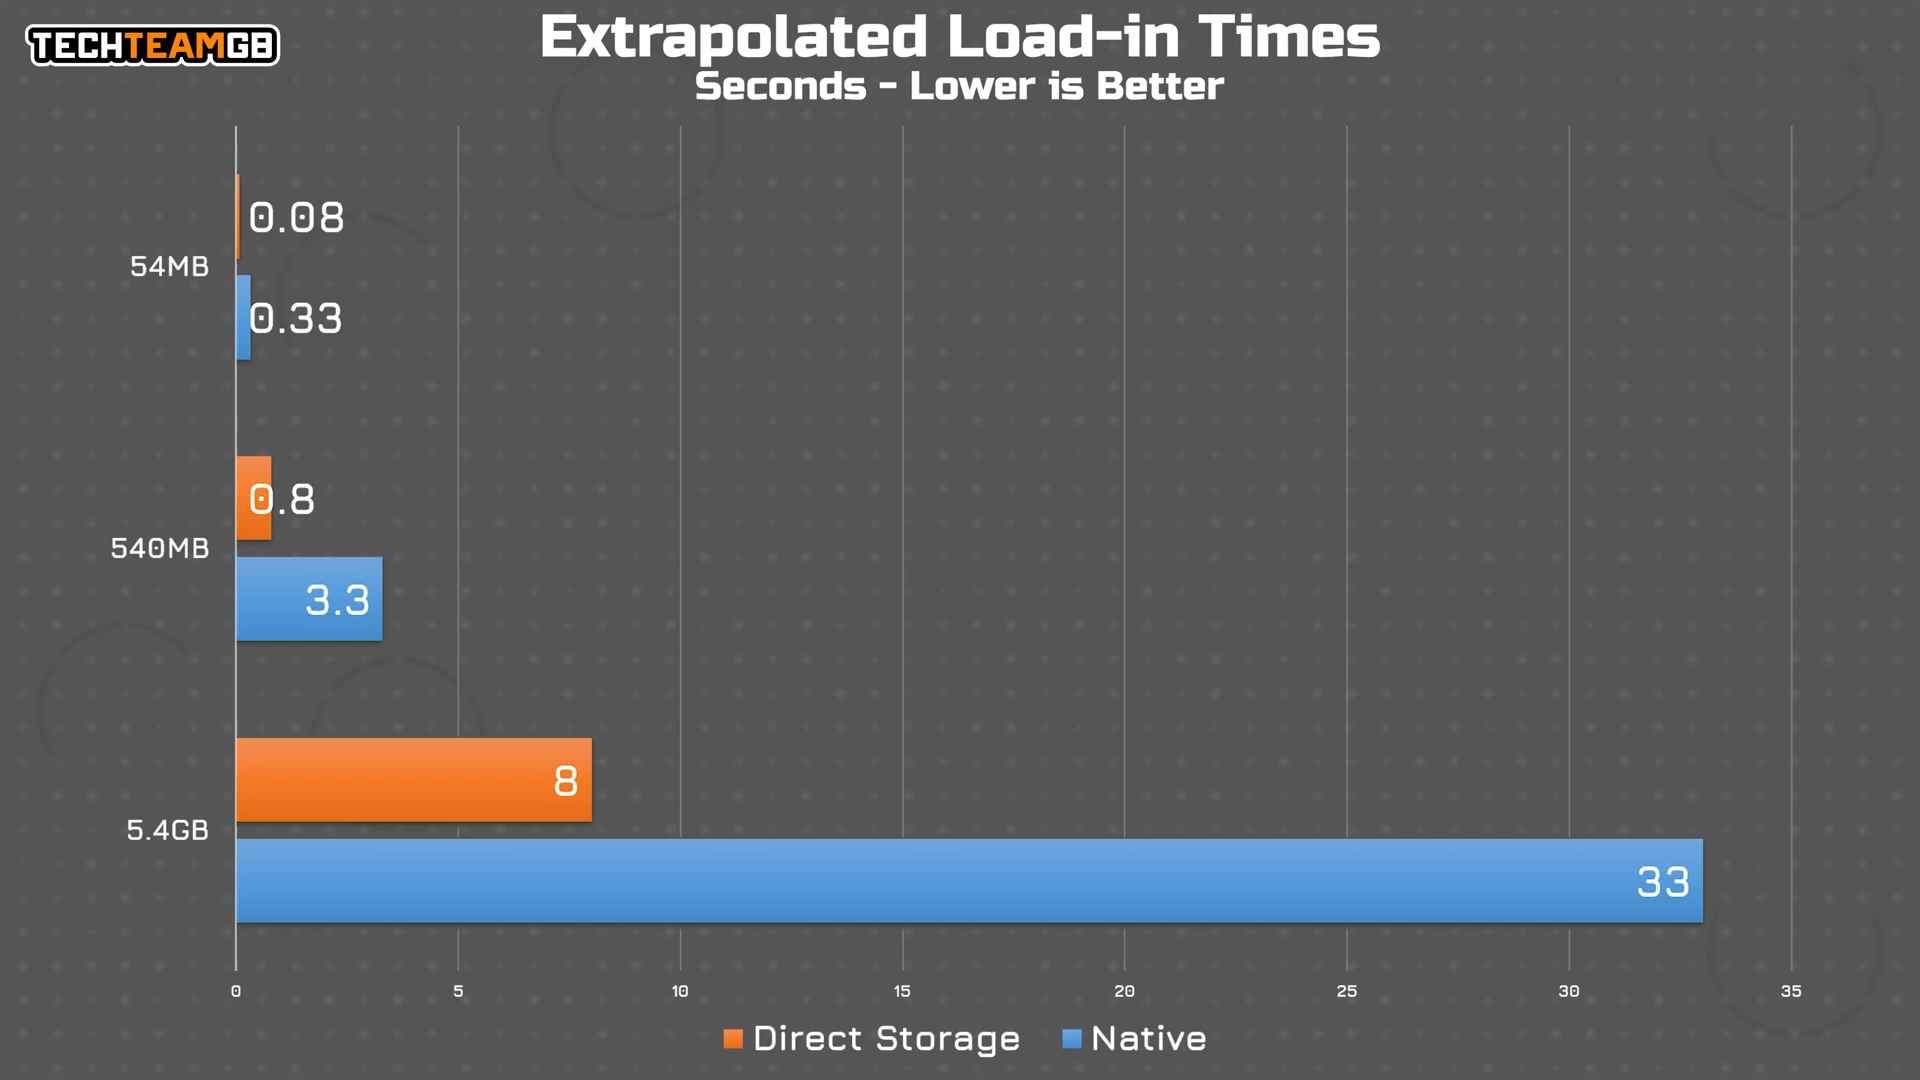 TECHTEAMGB
Extrapolated Load-in Times
Seconds - Lower is Better
54MB
0.08
0.33
540MB
0.8
3.3
5.4GB
8
33
0 5 10 15 20 25 30 35
Direct Storage Native